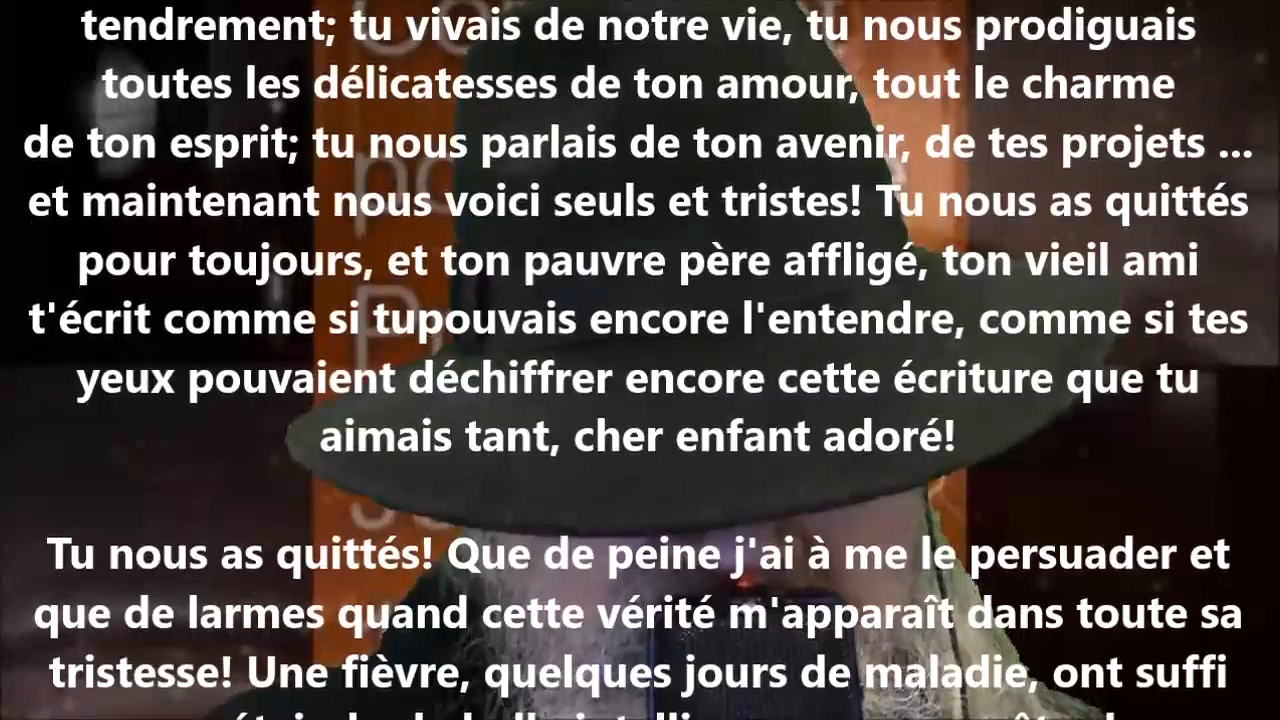 tendrement; tu vivais de notre vie, tu nous prodiguais
toutes les délicatesses de ton amour, tout le charme
de ton esprit; tu nous parlais de ton avenir, de tes projets ...
et maintenant nous voici seuls et tristes! Tu nous as quittés
pour toujours, et ton pauvre père affligé, ton vieil ami
t'écrit comme si tupouvais encore l'entendre, comme si tes
yeux pouvaient déchiffrer encore cette écriture que tu
aimais tant, cher enfant adoré!
Tu nous as quittés! Que de peine j'ai à me le persuader et
que de larmes quand cette vérité m'apparaît dans toute sa
tristesse! Une fièvre, quelques jours de maladie, ont suffi